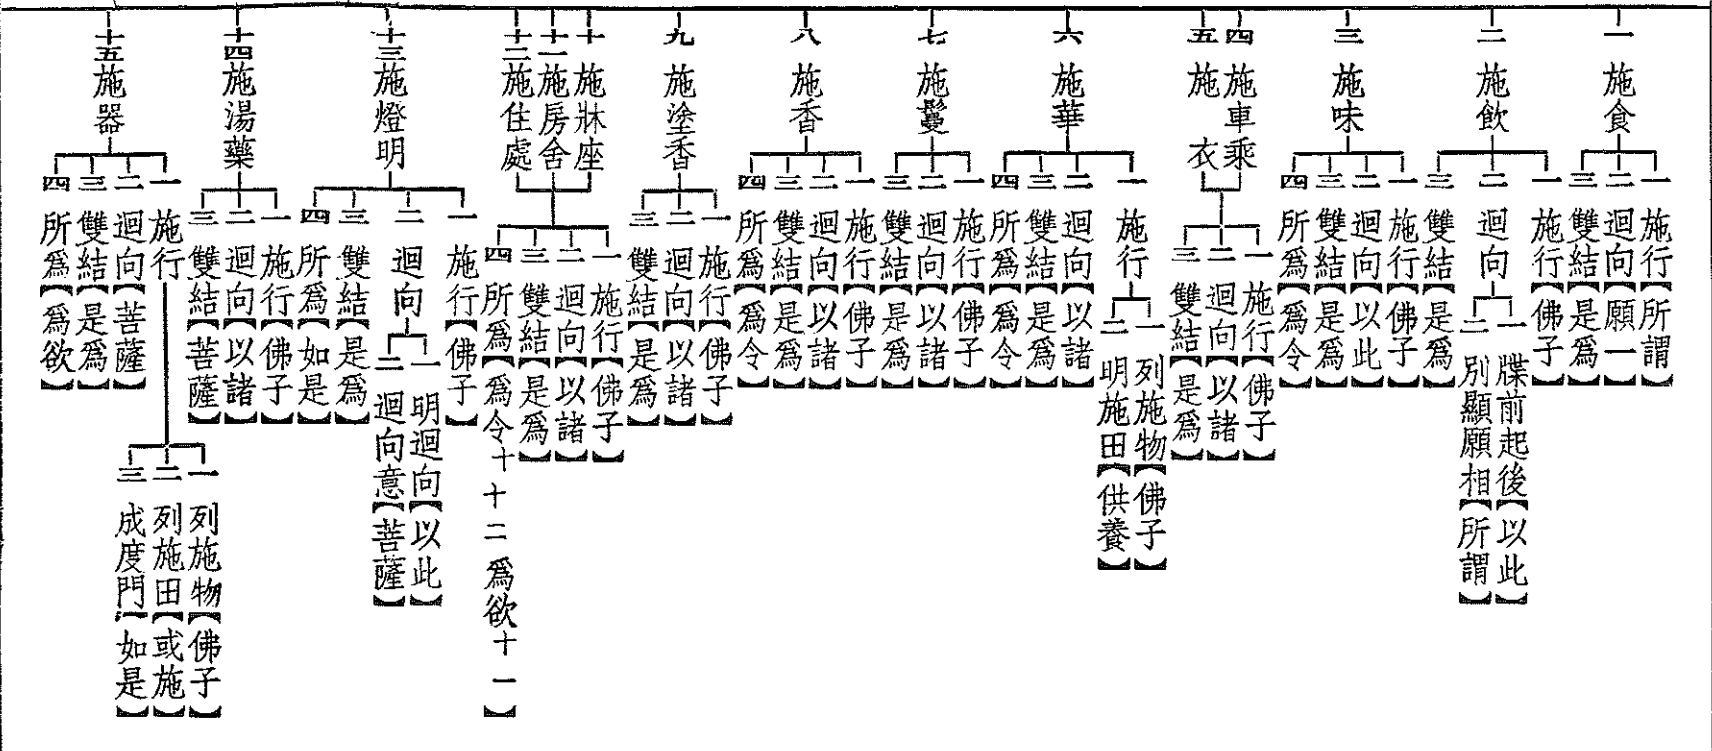 一 施食
一 施行【所謂】
二 迴向【願一】
三 雙結【是爲】
二 施飲
一 施行【佛子】
二 迴向
一 牒前起後【以此】
二 別顯願相【所謂】
三 雙結【是爲】
三 施味
一 施行【佛子】
二 迴向【以此】
三 雙結【是爲】
四 所爲【爲令】
四 施車乘
五 施衣
一 施行【佛子】
二 迴向【以諸】
三 雙結【是爲】
六 施華
一 施行
一 列施物【佛子】
二 明施田【供養】
二 迴向【以諸】
三 雙結【是爲】
四 所爲【爲令】
七 施鬘
一 施行【佛子】
二 迴向【以諸】
三 雙結【是爲】
八 施香
一 施行【佛子】
二 迴向【以諸】
三 雙結【是爲】
四 所爲【爲令】
九 施塗香
一 施行【佛子】
二 迴向【以諸】
三 雙結【是爲】
十 施牀座
十一 施房舍
十二 施住處
一 施行【佛子】
二 迴向【以諸】
三 雙結【是爲】
四 所爲【爲令十 十二 爲欲十一】
十三 施燈明
一 施行【佛子】
二 迴向
一 明迴向【以此】
二 迴向意【菩薩】
三 雙結【是爲】
四 所爲【如是】
十四 施湯藥
一 施行【佛子】
二 迴向【以諸】
三 雙結【菩薩】
十五 施器
一 施行
一 列施物【佛子】
二 列施田【或施】
三 成度門【如是】
二 迴向【菩薩】
三 雙結【是爲】
四 所爲【爲欲】